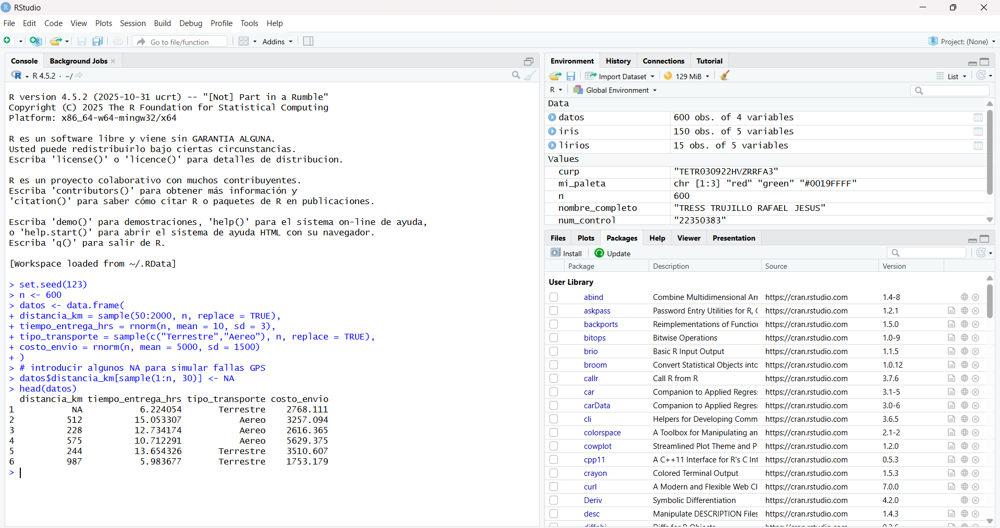 RStudio
File Edit Code View Plots Session Build Debug Profile Tools Help
Go to file/function Addins Project: (None)
Console Background Jobs
R 4.5.2 · ~/
R version 4.5.2 (2025-10-31 ucrt) -- "[Not] Part in a Rumble"
Copyright (C) 2025 The R Foundation for Statistical Computing
Platform: x86_64-w64-mingw32/x64
R es un software libre y viene sin GARANTIA ALGUNA.
Usted puede redistribuirlo bajo ciertas circunstancias.
Escriba 'license()' o 'licence()' para detalles de distribucion.
R es un proyecto colaborativo con muchos contribuyentes.
Escriba 'contributors()' para obtener más información y
'citation()' para saber cómo citar R o paquetes de R en publicaciones.
Escriba 'demo()' para demostraciones, 'help()' para el sistema on-line de ayuda,
o 'help.start()' para abrir el sistema de ayuda HTML con su navegador.
Escriba 'q()' para salir de R.
[Workspace loaded from ~/.RData]
> set.seed(123)
> n <- 600
> datos <- data.frame(
+ distancia_km = sample(50:2000, n, replace = TRUE),
+ tiempo_entrega_hrs = rnorm(n, mean = 10, sd = 3),
+ tipo_transporte = sample(c("Terrestre","Aereo"), n, replace = TRUE),
+ costo_envio = rnorm(n, mean = 5000, sd = 1500)
+ )
> # introducir algunos NA para simular fallas GPS
> datos$distancia_km[sample(1:n, 30)] <- NA
> head(datos)
distancia_km tiempo_entrega_hrs tipo_transporte costo_envio
1 NA 6.224054 Terrestre 2768.111
2 512 15.053307 Aereo 3257.094
3 228 12.734174 Aereo 2616.365
4 575 10.712291 Aereo 5629.375
5 244 13.654326 Terrestre 3510.607
6 987 5.983677 Terrestre 1753.179
>
Environment History Connections Tutorial
Import Dataset 129 MiB List
R Global Environment
Data
datos 600 obs. of 4 variables
iris 150 obs. of 5 variables
lirios 15 obs. of 5 variables
Values
curp "TETR030922HVZRRFA3"
mi_paleta chr [1:3] "red" "green" "#0019FFFF"
n 600
nombre_completo "TRESS TRUJILLO RAFAEL JESUS"
num_control "22350383"
Files Plots Packages Help Viewer Presentation
Install Update
Package Description Source Version
User Library
abind Combine Multidimensional Arr https://cran.rstudio.com 1.4-8
askpass Password Entry Utilities for R, https://cran.rstudio.com 1.2.1
backports Reimplementations of Function https://cran.rstudio.com 1.5.0
bitops Bitwise Operations https://cran.rstudio.com 1.0-9
brio Basic R Input Output https://cran.rstudio.com 1.1.5
broom Convert Statistical Objects into https://cran.rstudio.com 1.0.12
callr Call R from R https://cran.rstudio.com 3.7.6
car Companion to Applied Regres https://cran.rstudio.com 3.1-5
carData Companion to Applied Regres https://cran.rstudio.com 3.0-6
cli Helpers for Developing Comm https://cran.rstudio.com 3.6.5
colorspace A Toolbox for Manipulating an https://cran.rstudio.com 2.1-2
cowplot Streamlined Plot Theme and P https://cran.rstudio.com 1.2.0
cpp11 A C++11 Interface for R's C Int https://cran.rstudio.com 0.5.3
crayon Colored Terminal Output https://cran.rstudio.com 1.5.3
curl A Modern and Flexible Web Cl https://cran.rstudio.com 7.0.0
Deriv Symbolic Differentiation https://cran.rstudio.com 4.2.0
desc Manipulate DESCRIPTION Files https://cran.rstudio.com 1.4.3